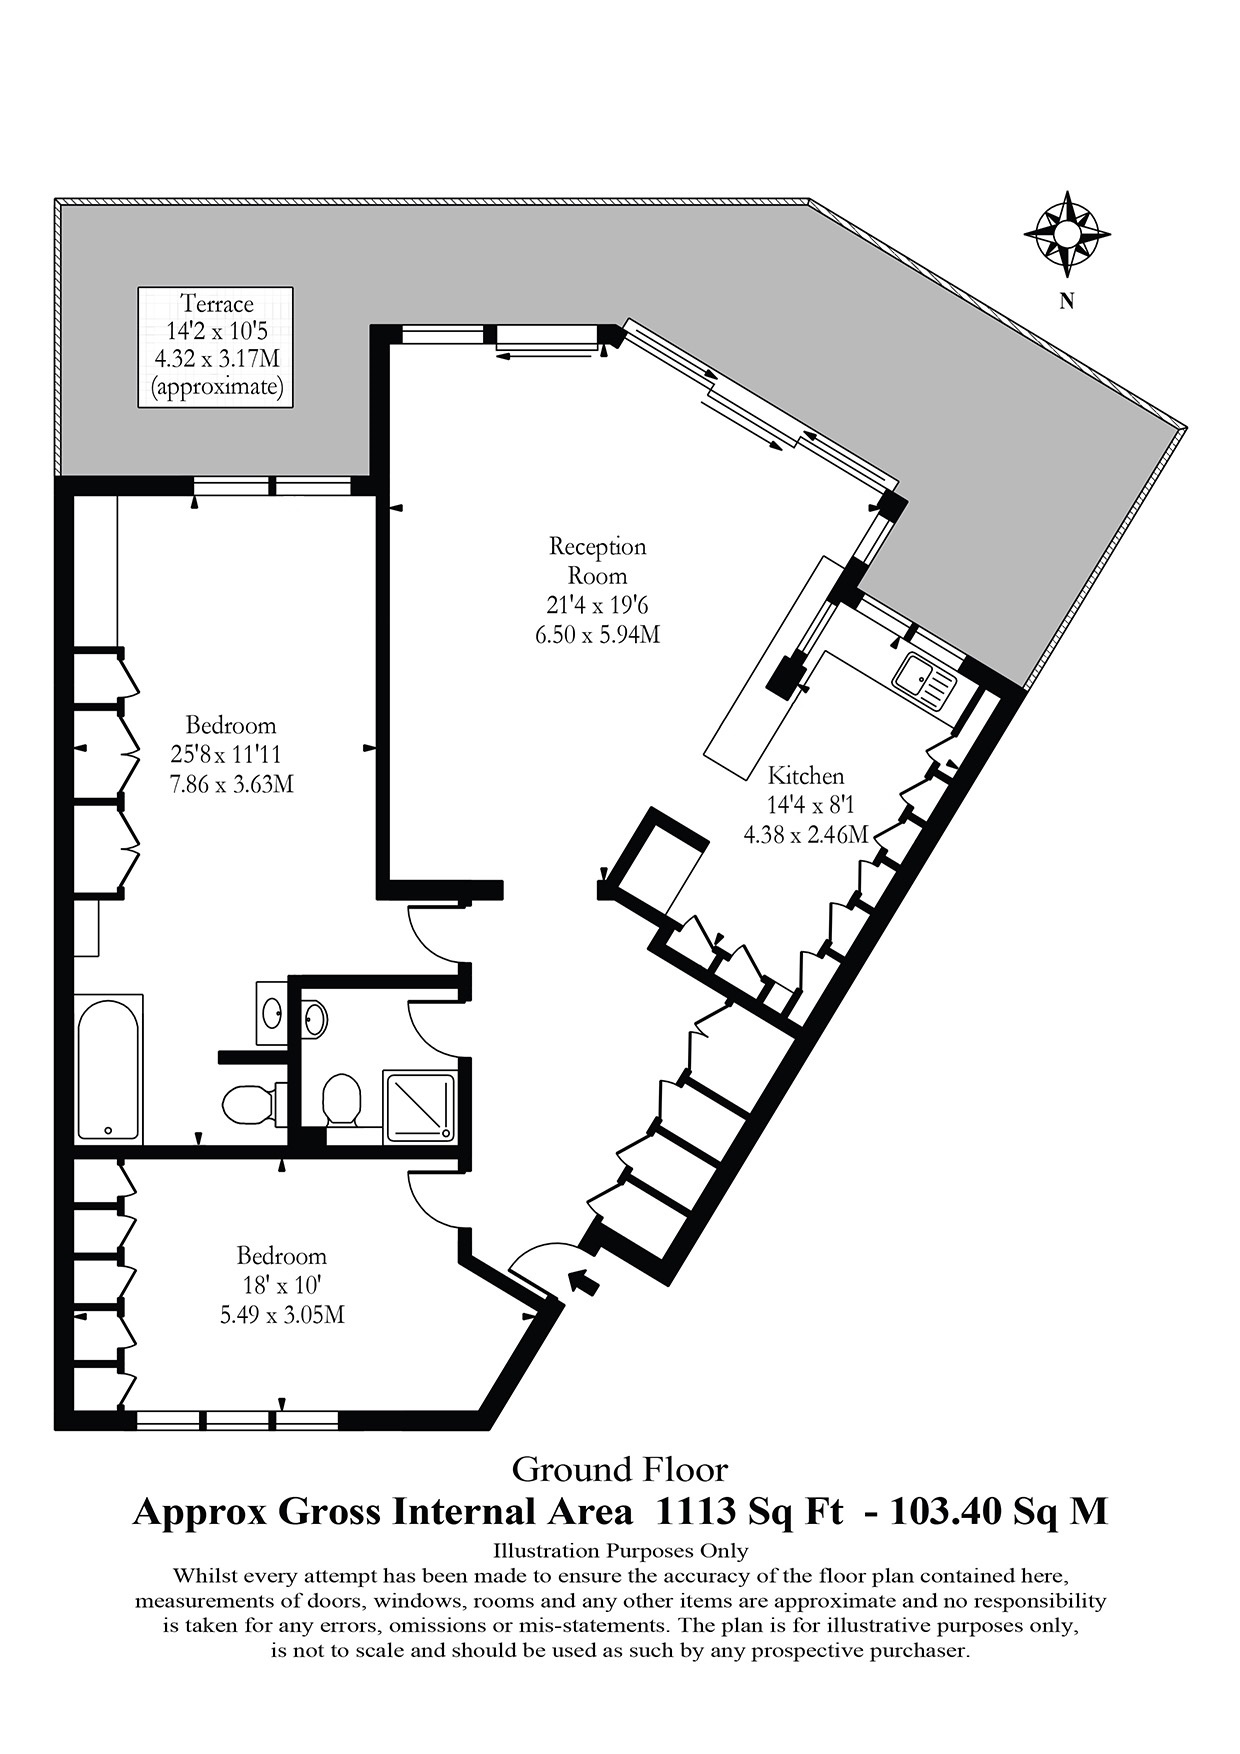 Terrace
14'2 x 10'5
4.32 x 3.17M
(approximate)
N
Reception
Room
21'4 x 19'6
6.50 x 5.94M
Bedroom
25'8 x 11'11
7.86 x 3.63M
Kitchen
14'4 x 8'1
4.38 x 2.46M
Bedroom
18' x 10'
5.49 x 3.05M
Ground Floor
Approx Gross Internal Area 1113 Sq Ft - 103.40 Sq M
Illustration Purposes Only
Whilst every attempt has been made to ensure the accuracy of the floor plan contained here,
measurements of doors, windows, rooms and any other items are approximate and no responsibility
is taken for any errors, omissions or mis-statements. The plan is for illustrative purposes only,
is not to scale and should be used as such by any prospective purchaser.